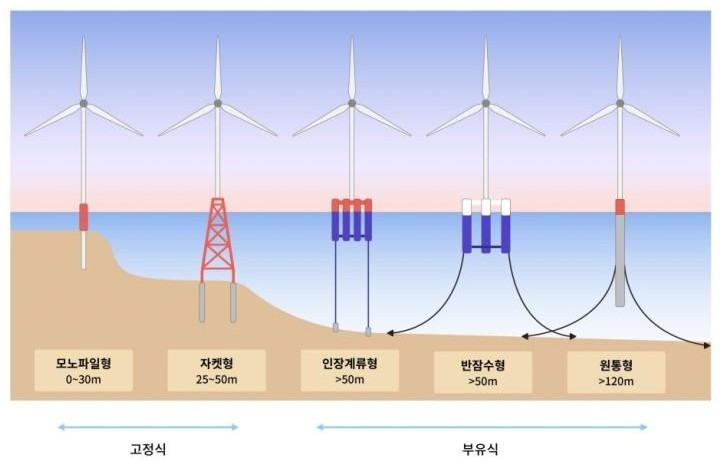 모노파일형
0~30m
자켓형
25~50m
인장계류형
>50m
반잠수형
>50m
원통형
>120m
고정식
부유식